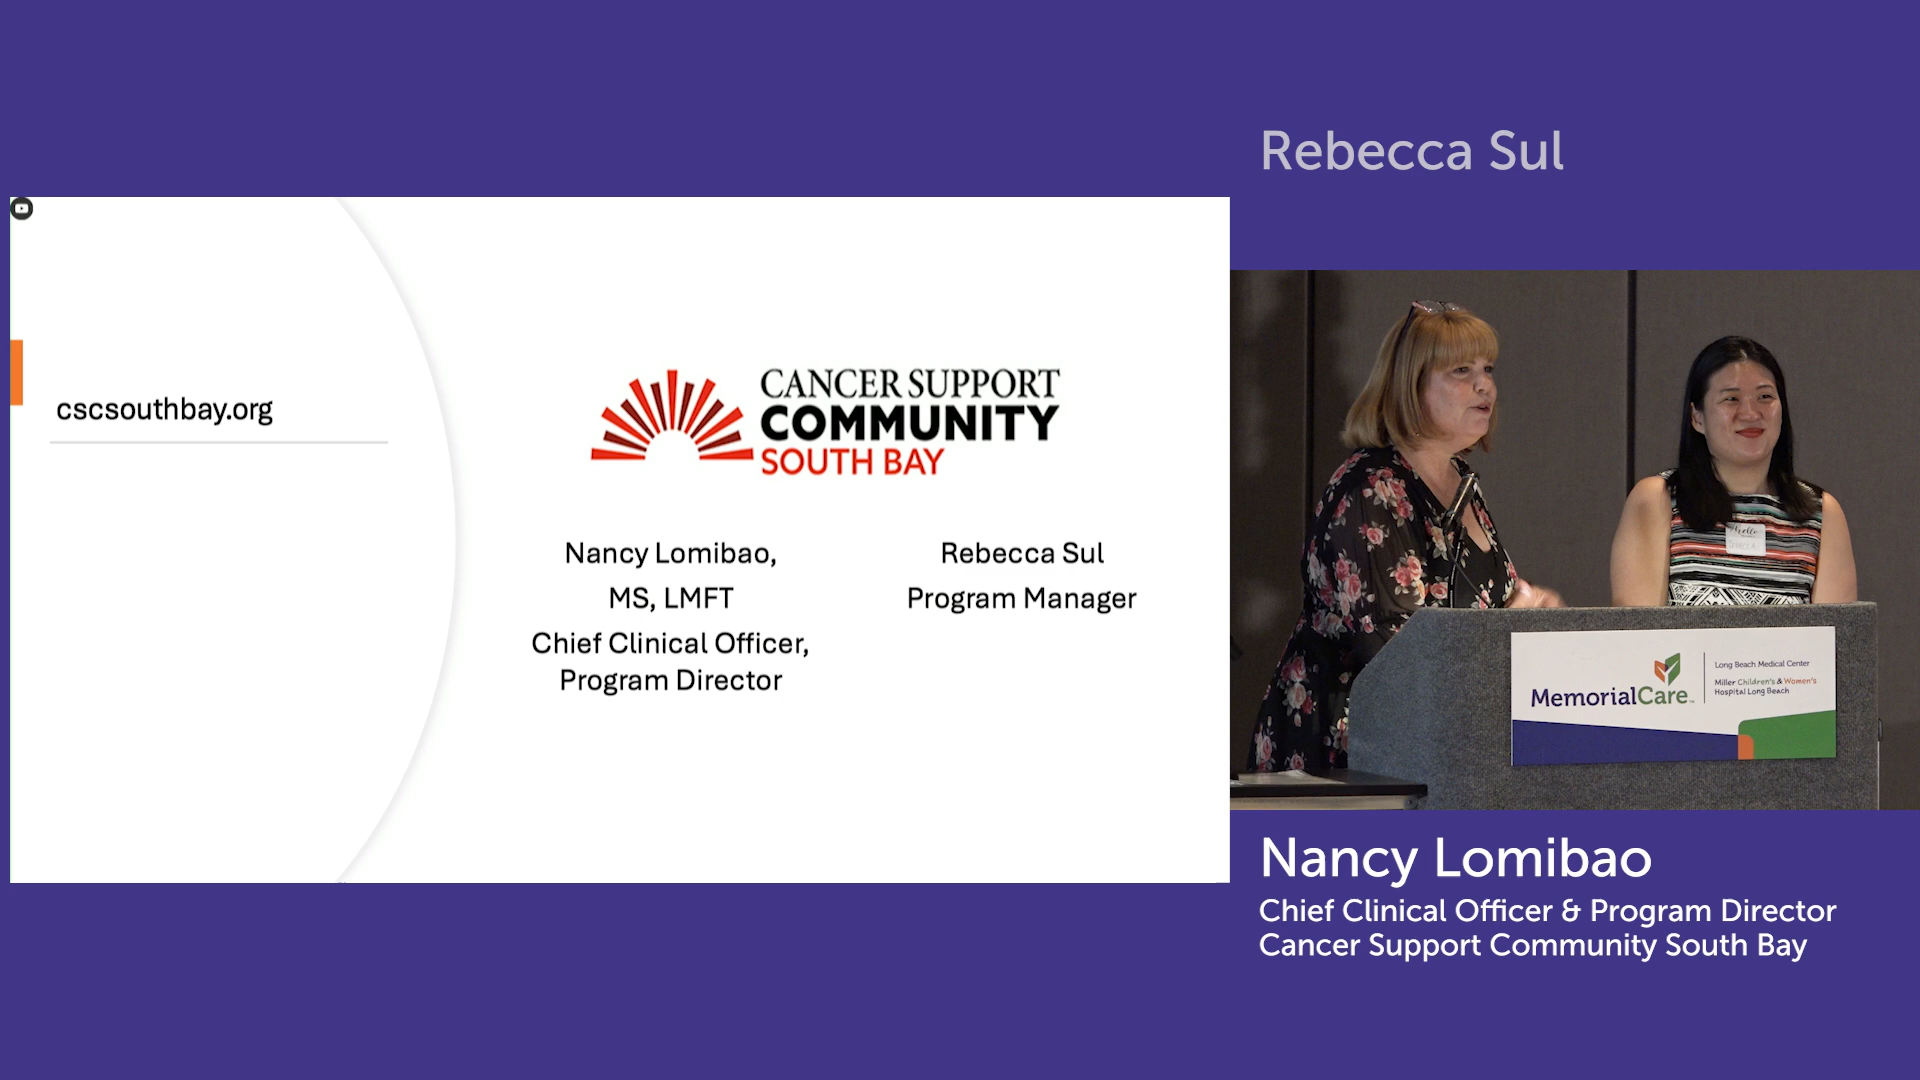 Rebecca Sul
cscsouthbay.org
CANCER SUPPORT
COMMUNITY
SOUTH BAY
Nancy Lomibao,
MS, LMFT
Chief Clinical Officer,
Program Director
Rebecca Sul
Program Manager
Hello
MemorialCare
Long Beach Medical Center
Miller Children's & Women's
Hospital Long Beach
Nancy Lomibao
Chief Clinical Officer & Program Director
Cancer Support Community South Bay